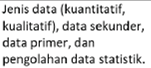 Jenis data (kuantitatif,
kualitatif), data sekunder,
data primer, dan
pengolahan data statistik.